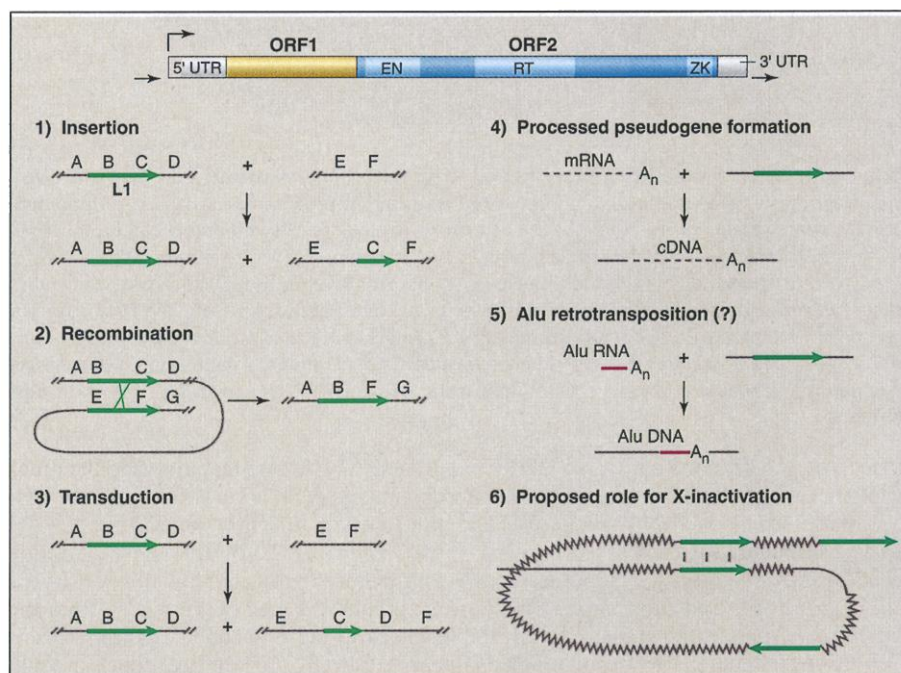 ORF1 ORF2
5' UTR EN RT ZK 3' UTR
1) Insertion
A B C D + E F
L1
A B C D + E C F
2) Recombination
A B C D
E F G
A B F G
3) Transduction
A B C D + E F
A B C D + E C D F
4) Processed pseudogene formation
mRNA An +
cDNA An
5) Alu retrotransposition (?)
Alu RNA An +
Alu DNA An
6) Proposed role for X-inactivation